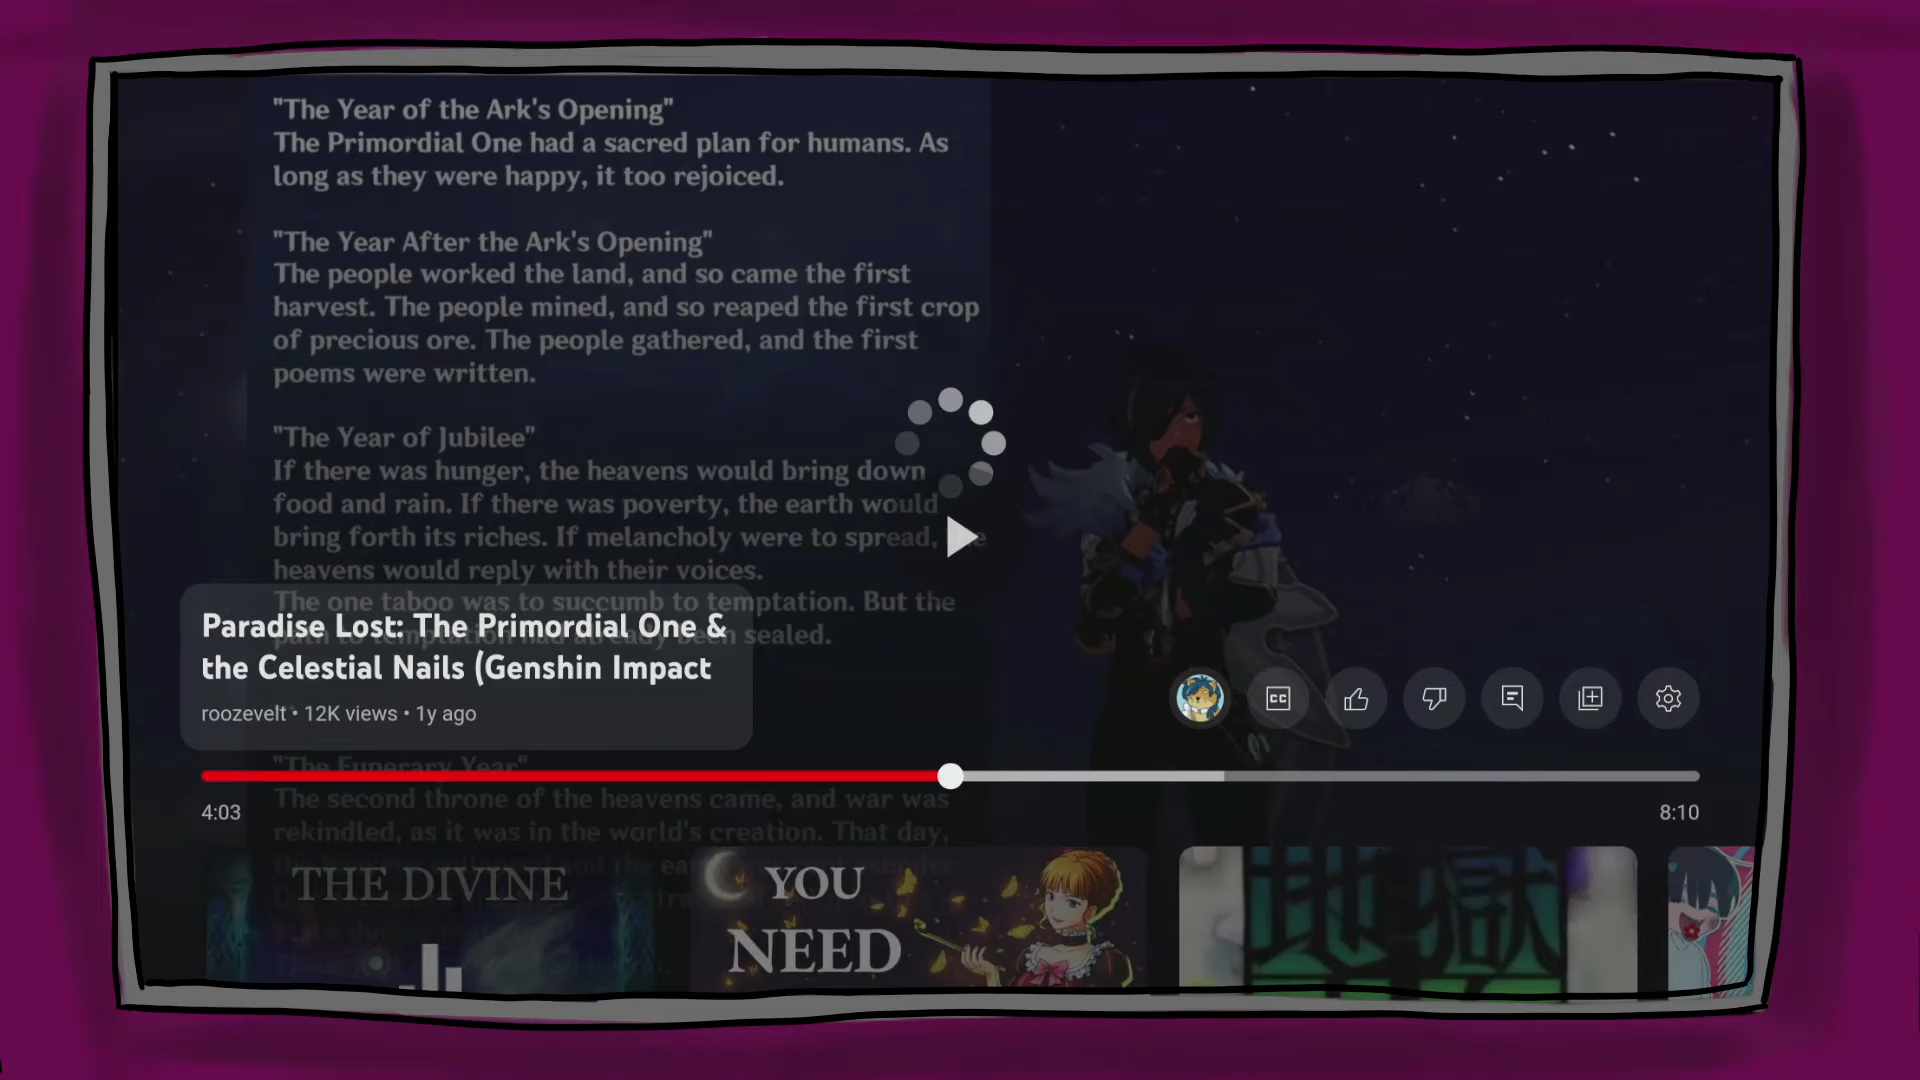 "The Year of the Ark's Opening"
The Primordial One had a sacred plan for humans. As
long as they were happy, it too rejoiced.
"The Year After the Ark's Opening"
The people worked the land, and so came the first
harvest. The people mined, and so reaped the first crop
of precious ore. The people gathered, and the first
poems were written.
"The Year of Jubilee"
If there was hunger, the heavens would bring down
food and rain. If there was poverty, the earth would
bring forth its riches. If melancholy were to spread,
heavens would reply with their voices.
The one taboo was to succumb to temptation. But the
sealed.
Paradise Lost: The Primordial One &
the Celestial Nails (Genshin Impact
roozevelt • 12K views • 1y ago
CC
"The Funerary Year"
4:03
8:10
The second throne of the heavens came, and war was
rekindled, as it was in the world's creation. That day,
THE DIVINE
YOU
NEED
地獄